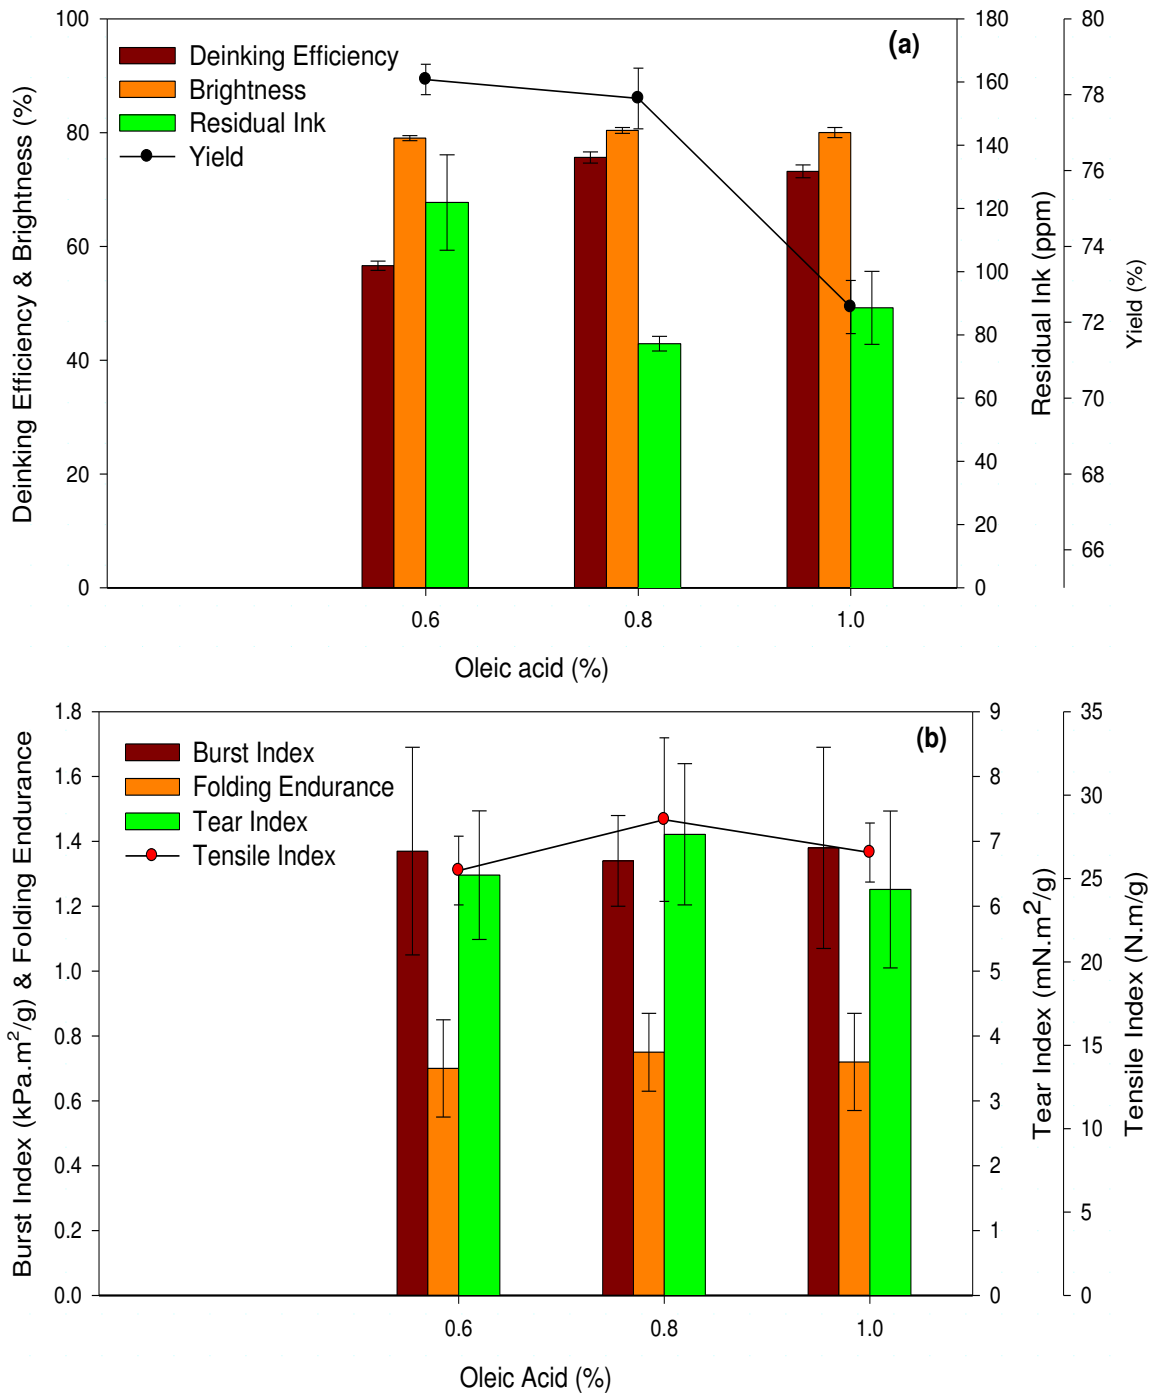 (a)
Deinking Efficiency
Brightness
Residual Ink
Yield
Deinking Efficiency & Brightness (%)
100
80
60
40
20
0
Residual Ink (ppm)
180
160
140
120
100
80
60
40
20
0
Yield (%)
80
78
76
74
72
70
68
66
0.6 0.8 1.0
Oleic acid (%)
(b)
Burst Index
Folding Endurance
Tear Index
Tensile Index
Burst Index (kPa.m²/g) & Folding Endurance
1.8
1.6
1.4
1.2
1.0
0.8
0.6
0.4
0.2
0.0
Tear Index (mN.m²/g)
9
8
7
6
5
4
3
2
1
0
Tensile Index (N.m/g)
35
30
25
20
15
10
5
0
0.6 0.8 1.0
Oleic Acid (%)